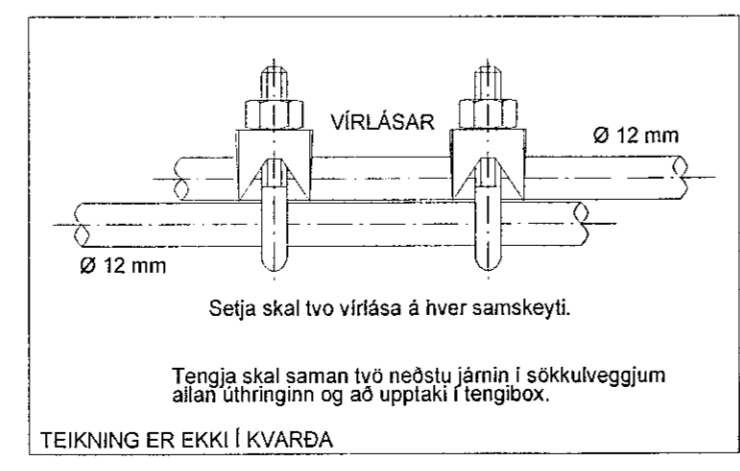 VÍRLÁSAR
Ø 12 mm
Ø 12 mm
Setja skal tvo vírlása á hver samskeyti.
Tengja skal saman tvö neðstu járnin í sökkulveggjum
allan úthringinn og að upptaki í tengibox.
TEIKNING ER EKKI Í KVARÐA